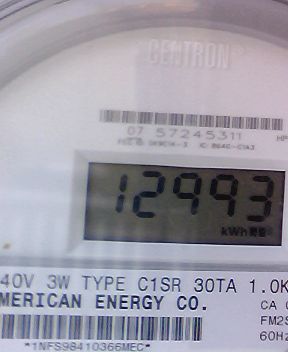 CENTRON
07 57245311
12993
kWh
40V 3W TYPE C1SR 30TA 1.0K
MERICAN ENERGY CO.
CA
FM2S
60Hz
*1NFS98410366MEC*